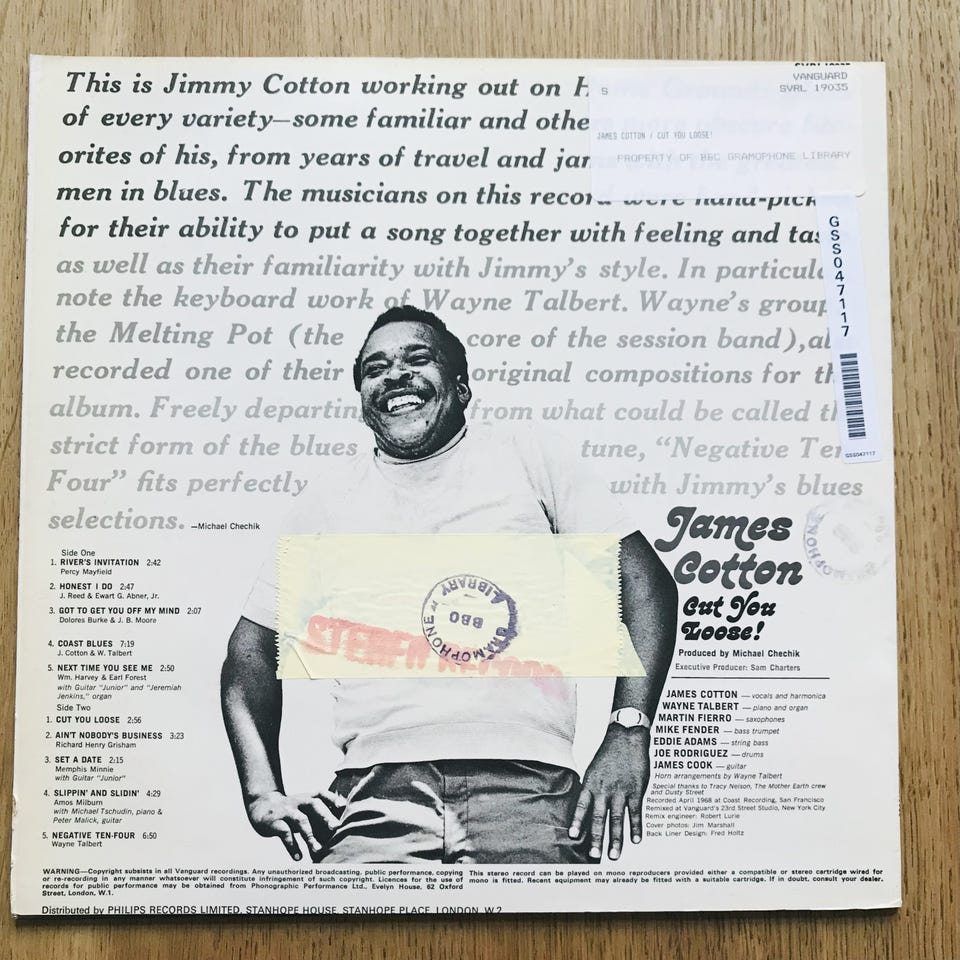 This is Jimmy Cotton working out on H
of every variety—some familiar and othe
orites of his, from years of travel and jam
men in blues. The musicians on this record were hand-pick
for their ability to put a song together with feeling and tas
as well as their familiarity with Jimmy's style. In particula
note the keyboard work of Wayne Talbert. Wayne's group
the Melting Pot (the core of the session band), al
recorded one of their original compositions for th
album. Freely departin from what could be called th
strict form of the blues tune, "Negative Ten
Four" fits perfectly with Jimmy's blues
selections. —Michael Chechik
VANGUARD
S SVRL 19035
JAMES COTTON / CUT YOU LOOSE!
PROPERTY OF BBC GRAMOPHONE LIBRARY
GSS047117
GSS047117
Side One
1. RIVER'S INVITATION 2:42
Percy Mayfield
2. HONEST I DO 2:47
J. Reed & Ewart G. Abner, Jr.
3. GOT TO GET YOU OFF MY MIND 2:07
Dolores Burke & J. B. Moore
4. COAST BLUES 7:19
J. Cotton & W. Talbert
5. NEXT TIME YOU SEE ME 2:50
Wm. Harvey & Earl Forest
with Guitar "Junior" and "Jeremiah
Jenkins," organ
Side Two
1. CUT YOU LOOSE 2:56
2. AIN'T NOBODY'S BUSINESS 3:23
Richard Henry Grisham
3. SET A DATE 2:15
Memphis Minnie
with Guitar "Junior"
4. SLIPPIN' AND SLIDIN' 4:29
Amos Milburn
with Michael Tschudin, piano &
Peter Malick, guitar
5. NEGATIVE TEN-FOUR 6:50
Wayne Talbert
STEREO RECORD
GRAMOPHONE LIBRARY
BBC
James
Cotton
Cut You
Loose!
Produced by Michael Chechik
Executive Producer: Sam Charters
JAMES COTTON — vocals and harmonica
WAYNE TALBERT — piano and organ
MARTIN FIERRO — saxophones
MIKE FENDER — bass trumpet
EDDIE ADAMS — string bass
JOE RODRIGUEZ — drums
JAMES COOK — guitar
Horn arrangements by Wayne Talbert
Special thanks to Tracy Nelson, The Mother Earth crew
and Dusty Street
Recorded April 1968 at Coast Recording, San Francisco
Remixed at Vanguard's 23rd Street Studio, New York City
Remix engineer: Robert Lurie
Cover photos: Jim Marshall
Back Liner Design: Fred Holtz
WARNING—Copyright subsists in all Vanguard recordings. Any unauthorized broadcasting, public performance, copying
or re-recording in any manner whatsoever will constitute infringement of such copyright. Licences for the use of
records for public performance may be obtained from Phonographic Performance Ltd., Evelyn House, 62 Oxford
Street, London, W.1.
This stereo record can be played on mono reproducers provided either a compatible or stereo cartridge wired for
mono is fitted. Recent equipment may already be fitted with a suitable cartridge. If in doubt, consult your dealer.
Distributed by PHILIPS RECORDS LIMITED, STANHOPE HOUSE, STANHOPE PLACE, LONDON, W.2